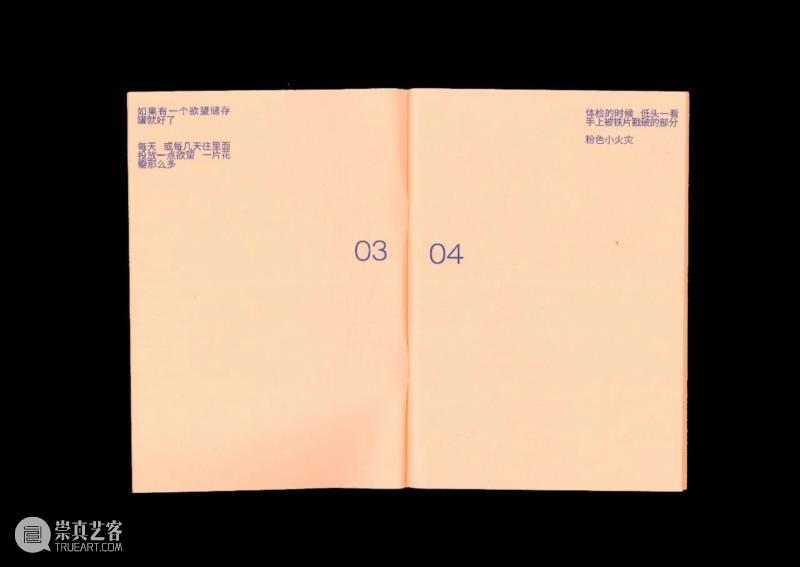 如果有一个欲望储存
罐就好了
每天 或每几天往里面
投放一点欲望 一片花
瓣那么多
03
体检的时候 低头一看
手上被铁片戳破的部分
粉色小火灾
04
崇真艺客
TRUEART.COM